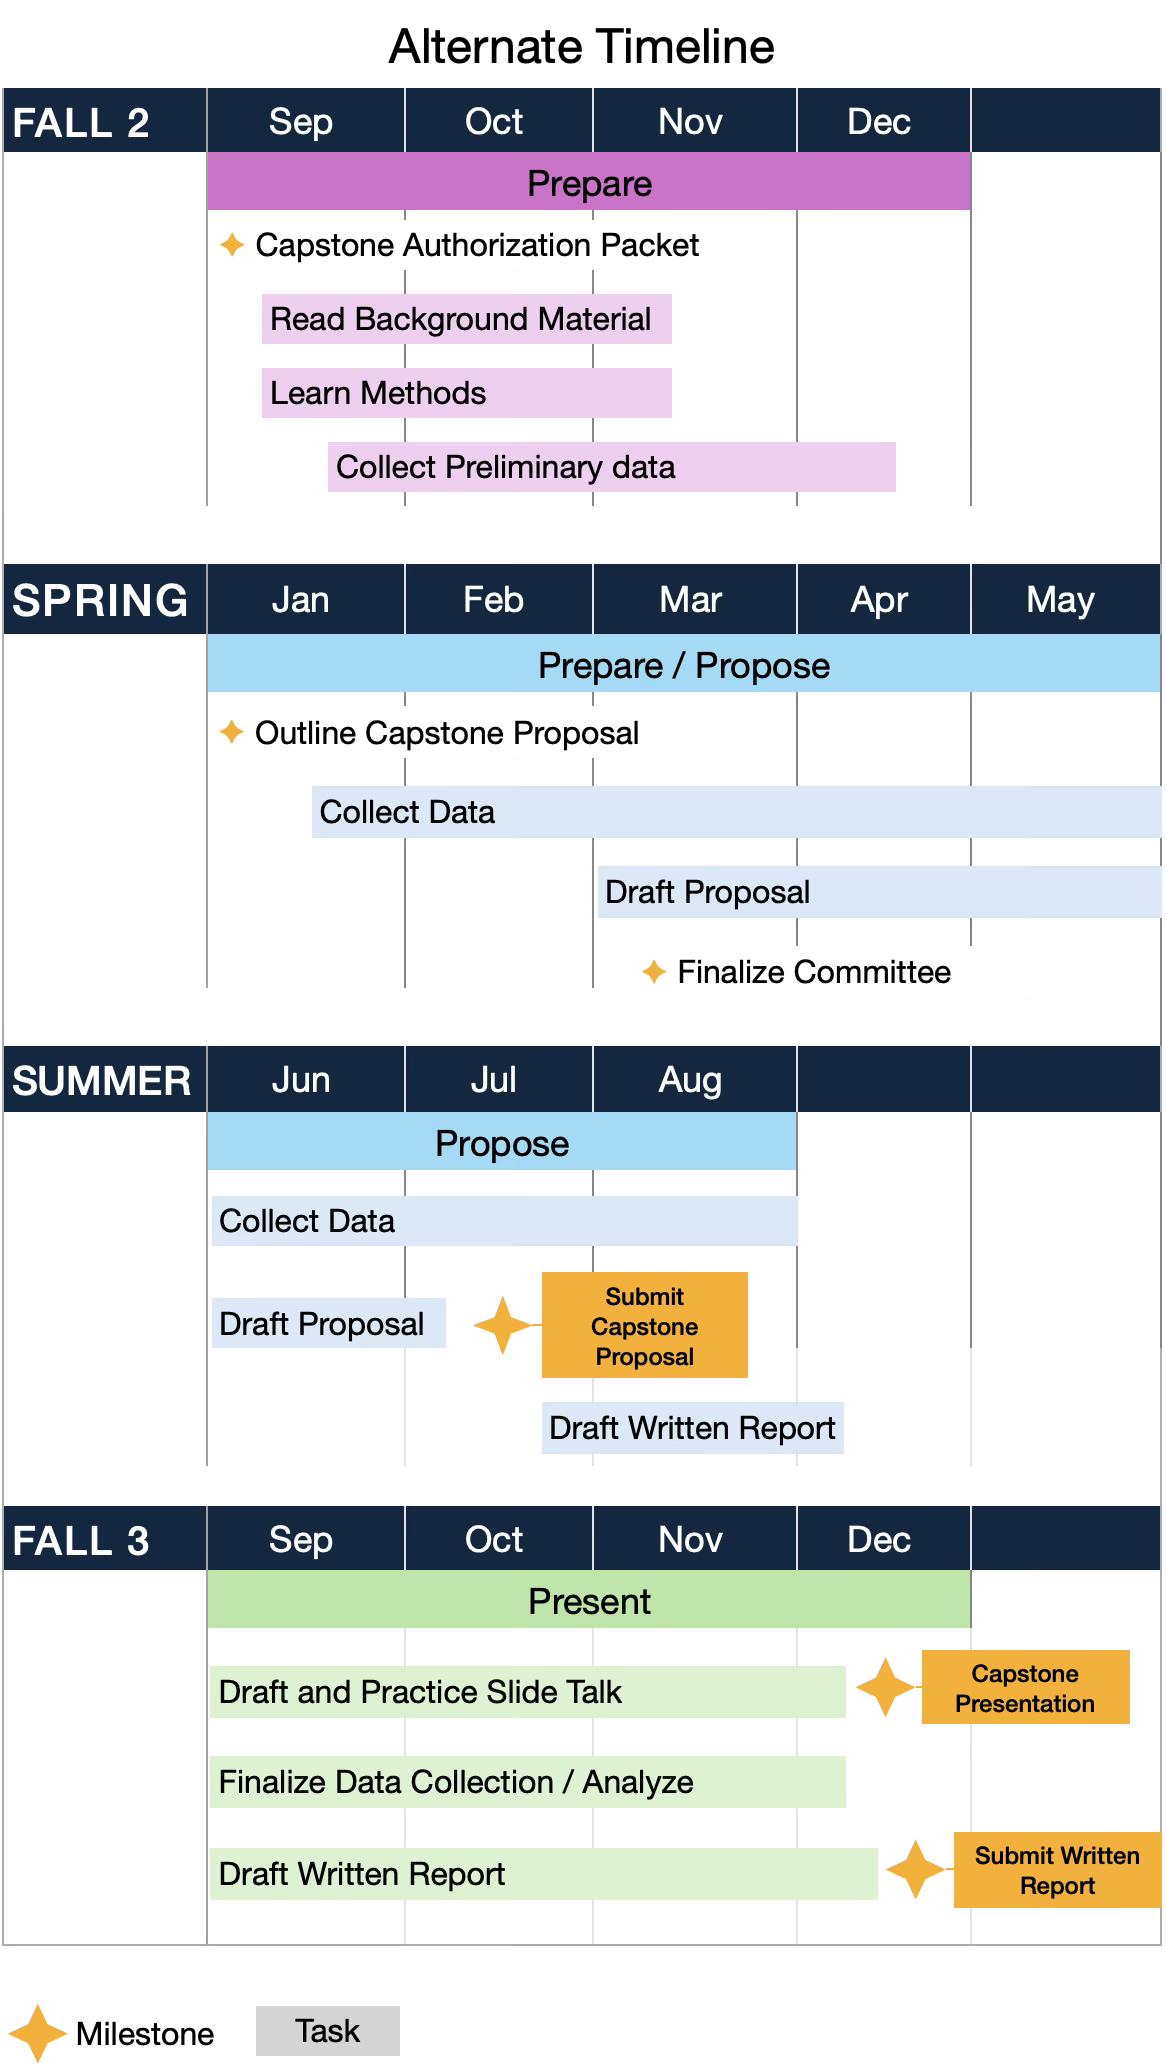 Alternate Timeline
FALL 2 Sep Oct Nov Dec
Prepare
Capstone Authorization Packet
Read Background Material
Learn Methods
Collect Preliminary data
SPRING Jan Feb Mar Apr May
Prepare / Propose
Outline Capstone Proposal
Collect Data
Draft Proposal
Finalize Committee
SUMMER Jun Jul Aug
Propose
Collect Data
Draft Proposal
Submit
Capstone
Proposal
Draft Written Report
FALL 3 Sep Oct Nov Dec
Present
Draft and Practice Slide Talk
Capstone
Presentation
Finalize Data Collection / Analyze
Draft Written Report
Submit Written
Report
Milestone Task